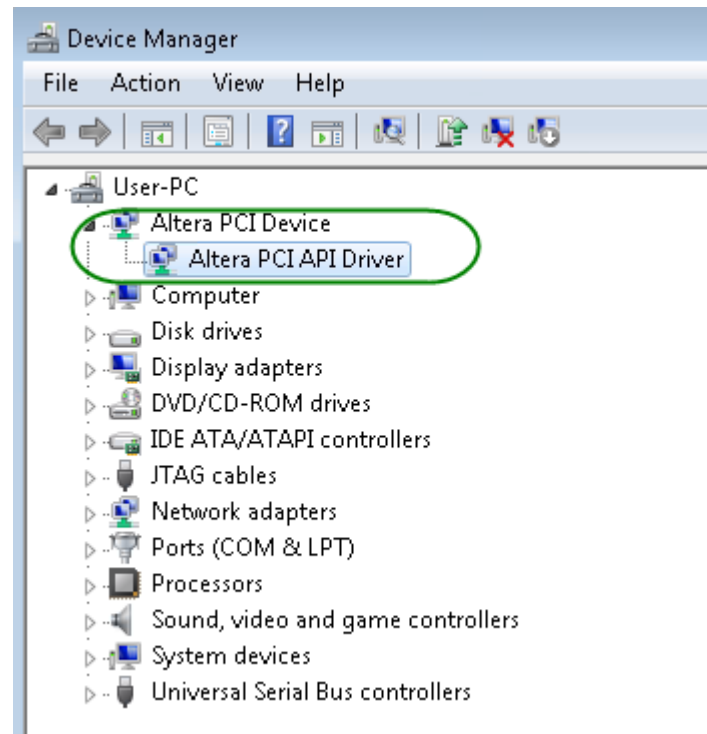 Device Manager
File Action View Help
User-PC
Altera PCI Device
Altera PCI API Driver
Computer
Disk drives
Display adapters
DVD/CD-ROM drives
IDE ATA/ATAPI controllers
JTAG cables
Network adapters
Ports (COM & LPT)
Processors
Sound, video and game controllers
System devices
Universal Serial Bus controllers